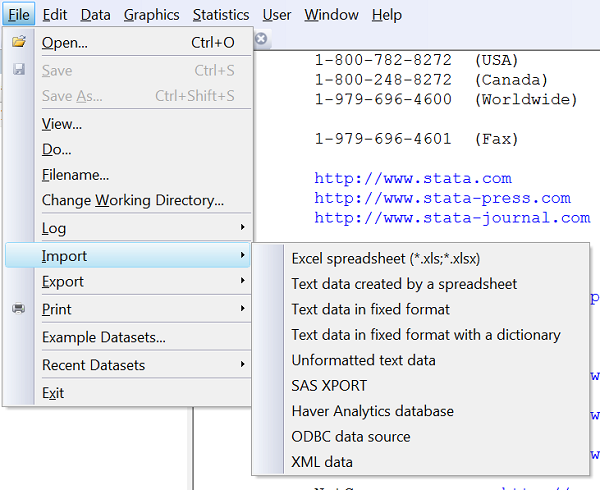 File Edit Data Graphics Statistics User Window Help
Open... Ctrl+O
Save Ctrl+S
Save As... Ctrl+Shift+S
View...
Do...
Filename...
Change Working Directory...
Log
Import
Export
Print
Example Datasets...
Recent Datasets
Exit
Excel spreadsheet (*.xls;*.xlsx)
Text data created by a spreadsheet
Text data in fixed format
Text data in fixed format with a dictionary
Unformatted text data
SAS XPORT
Haver Analytics database
ODBC data source
XML data
1-800-782-8272 (USA)
1-800-248-8272 (Canada)
1-979-696-4600 (Worldwide)
1-979-696-4601 (Fax)
http://www.stata.com
http://www.stata-press.com
http://www.stata-journal.com